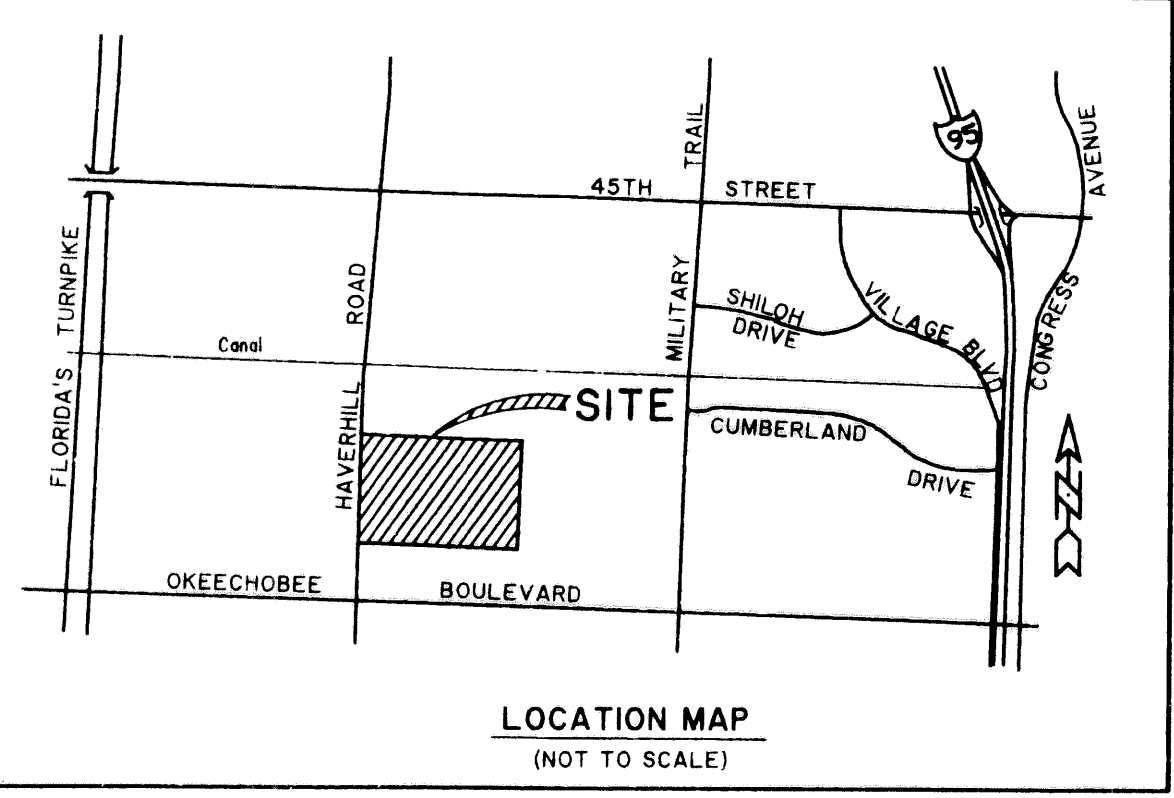 95
AVENUE
TRAIL
45TH STREET
FLORIDA'S TURNPIKE
ROAD
MILITARY
SHILOH
DRIVE
VILLAGE BLVD
CONGRESS
Canal
SITE
HAVERHILL
CUMBERLAND
DRIVE
N
OKEECHOBEE BOULEVARD
LOCATION MAP
(NOT TO SCALE)